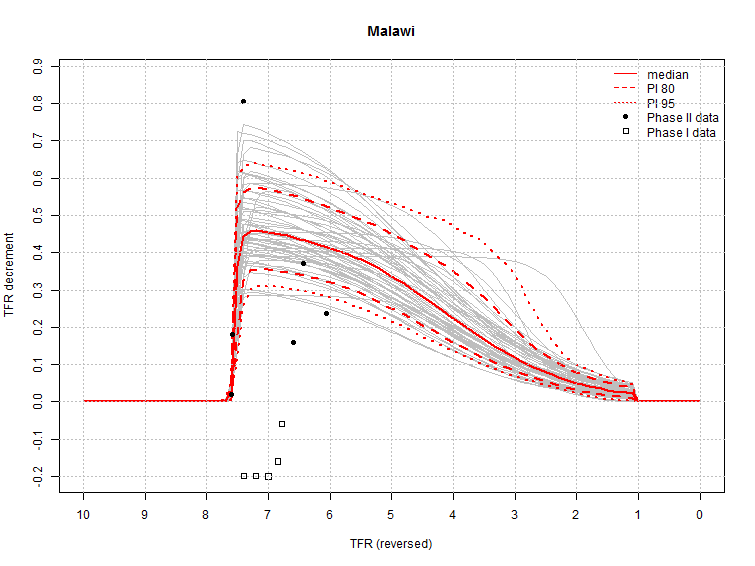 Malawi
median
PI 80
PI 95
Phase II data
Phase I data
TFR decrement
0.9
0.8
0.7
0.6
0.5
0.4
0.3
0.2
0.1
0.0
-0.1
-0.2
10 9 8 7 6 5 4 3 2 1 0
TFR (reversed)